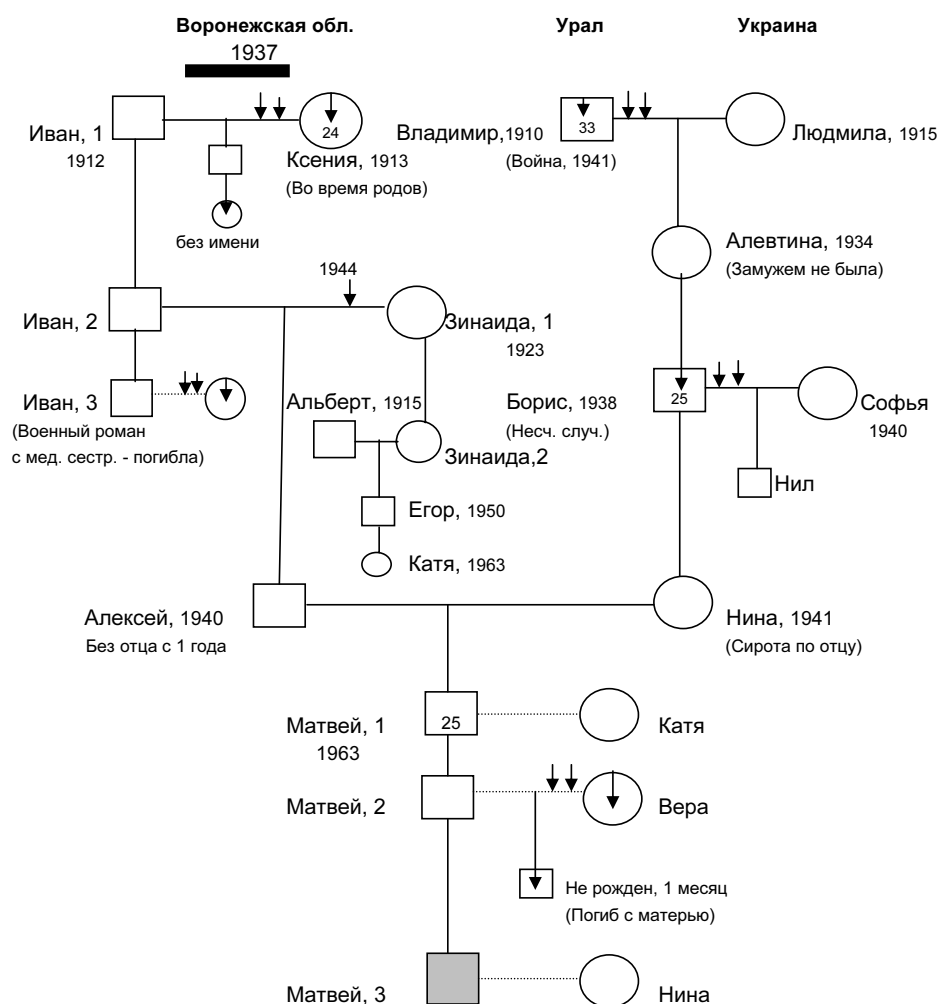 Воронежская обл.
Урал
Украина
1937
24
33
Иван, 1
1912
Ксения, 1913
(Во время родов)
Владимир,1910
(Война, 1941)
Людмила, 1915
без имени
Алевтина, 1934
(Замужем не была)
1944
Иван, 2
Зинаида, 1
1923
Иван, 3
(Военный роман
с мед. сестр. - погибла)
Альберт, 1915
Зинаида,2
Борис, 1938
(Несч. случ.)
25
Софья
1940
Нил
Егор, 1950
Катя, 1963
Алексей, 1940
Без отца с 1 года
Нина, 1941
(Сирота по отцу)
Матвей, 1
1963
25
Катя
Матвей, 2
Вера
Не рожден, 1 месяц
(Погиб с матерью)
Матвей, 3
Нина